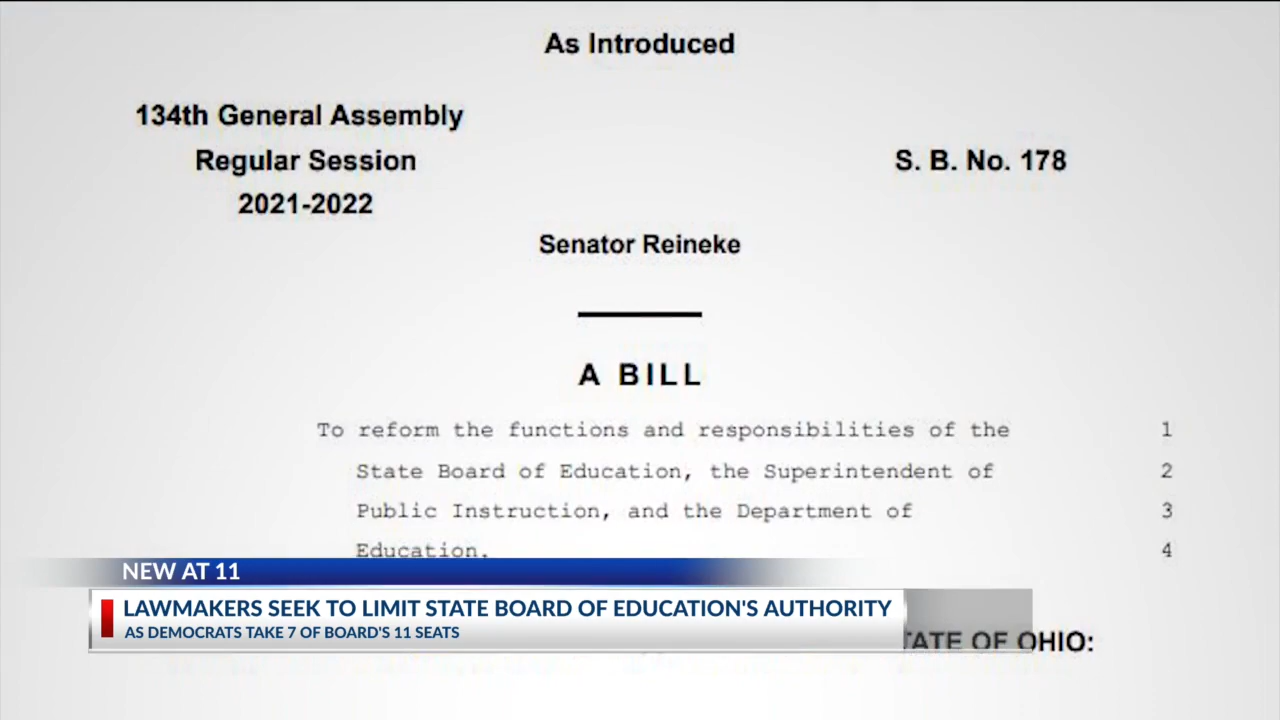 As Introduced
134th General Assembly
Regular Session
2021-2022
S. B. No. 178
Senator Reineke
A BILL
To reform the functions and responsibilities of the 1
State Board of Education, the Superintendent of 2
Public Instruction, and the Department of 3
Education. 4
NEW AT 11
LAWMAKERS SEEK TO LIMIT STATE BOARD OF EDUCATION'S AUTHORITY
AS DEMOCRATS TAKE 7 OF BOARD'S 11 SEATS
TATE OF OHIO: